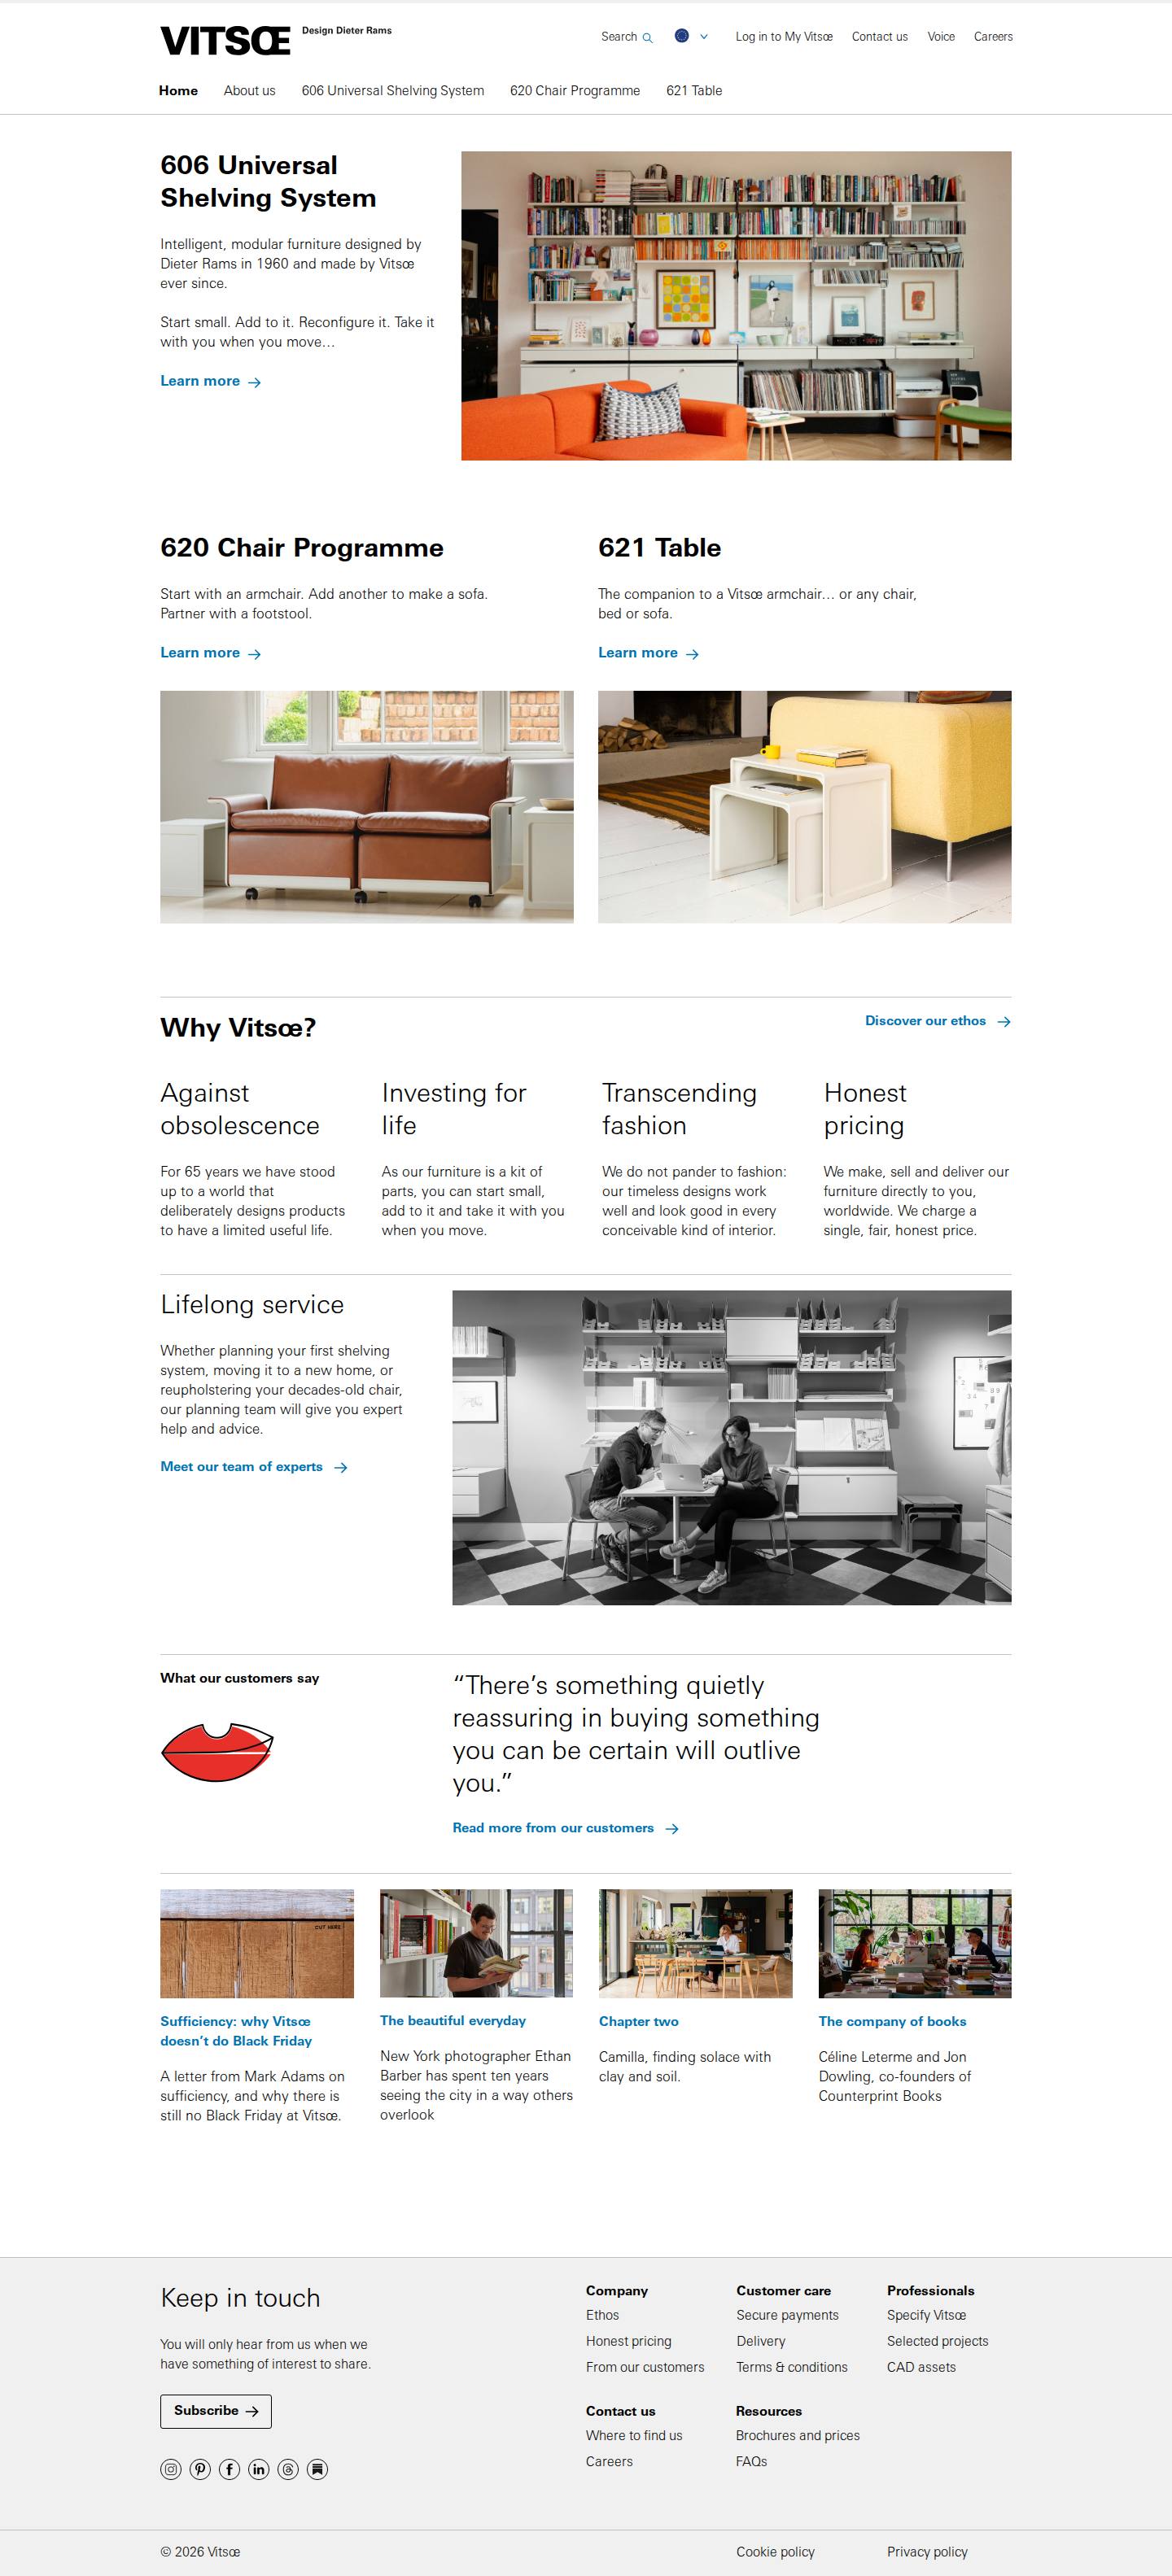 VITSŒ
Design Dieter Rams
Search
Log in to My Vitsœ
Contact us
Voice
Careers
Home
About us
606 Universal Shelving System
620 Chair Programme
621 Table
606 Universal
Shelving System
Intelligent, modular furniture designed by
Dieter Rams in 1960 and made by Vitsœ
ever since.
Start small. Add to it. Reconfigure it. Take it
with you when you move…
Learn more
620 Chair Programme
Start with an armchair. Add another to make a sofa.
Partner with a footstool.
Learn more
621 Table
The companion to a Vitsœ armchair… or any chair,
bed or sofa.
Learn more
Why Vitsœ?
Discover our ethos
Against
obsolescence
For 65 years we have stood
up to a world that
deliberately designs products
to have a limited useful life.
Investing for
life
As our furniture is a kit of
parts, you can start small,
add to it and take it with you
when you move.
Transcending
fashion
We do not pander to fashion:
our timeless designs work
well and look good in every
conceivable kind of interior.
Honest
pricing
We make, sell and deliver our
furniture directly to you,
worldwide. We charge a
single, fair, honest price.
Lifelong service
Whether planning your first shelving
system, moving it to a new home, or
reupholstering your decades-old chair,
our planning team will give you expert
help and advice.
Meet our team of experts
What our customers say
“There’s something quietly
reassuring in buying something
you can be certain will outlive
you.”
Read more from our customers
CUT HERE
Sufficiency: why Vitsœ
doesn’t do Black Friday
A letter from Mark Adams on
sufficiency, and why there is
still no Black Friday at Vitsœ.
The beautiful everyday
New York photographer Ethan
Barber has spent ten years
seeing the city in a way others
overlook
Chapter two
Camilla, finding solace with
clay and soil.
The company of books
Céline Leterme and Jon
Dowling, co-founders of
Counterprint Books
Keep in touch
You will only hear from us when we
have something of interest to share.
Subscribe
Company
Ethos
Honest pricing
From our customers
Customer care
Secure payments
Delivery
Terms & conditions
Professionals
Specify Vitsœ
Selected projects
CAD assets
Contact us
Where to find us
Careers
Resources
Brochures and prices
FAQs
© 2026 Vitsœ
Cookie policy
Privacy policy